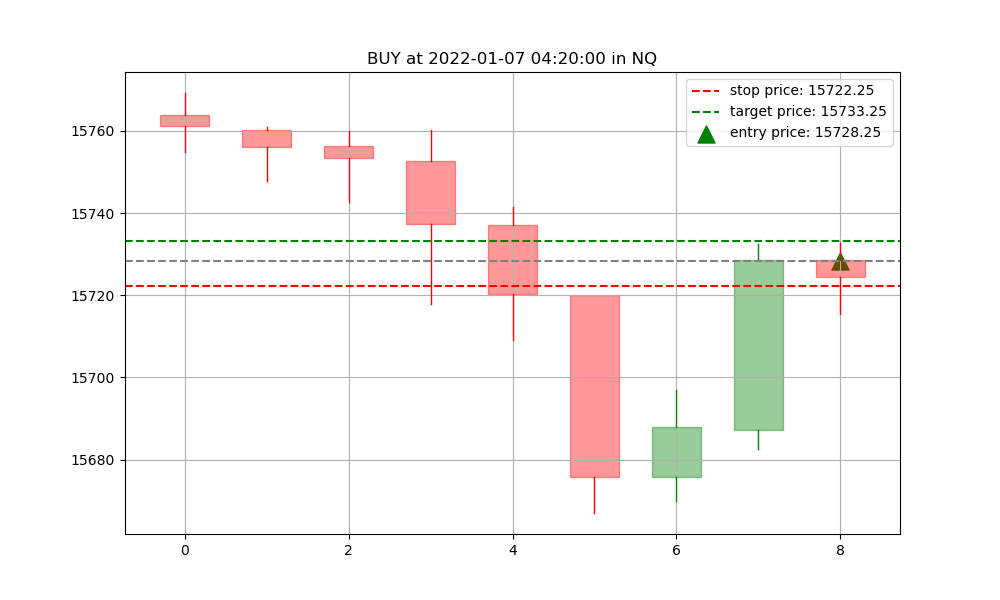 BUY at 2022-01-07 04:20:00 in NQ
stop price: 15722.25
target price: 15733.25
entry price: 15728.25
15760
15740
15720
15700
15680
0 2 4 6 8